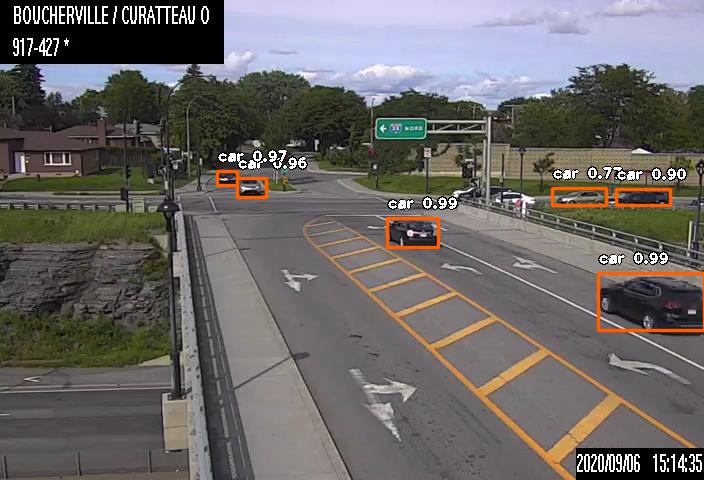 BOUCHERVILLE / CURATTEAU O
917-427 *
NORD
car 0.97
car 0.96
car 0.77
car 0.90
car 0.99
car 0.99
2020/09/06 15:14:35